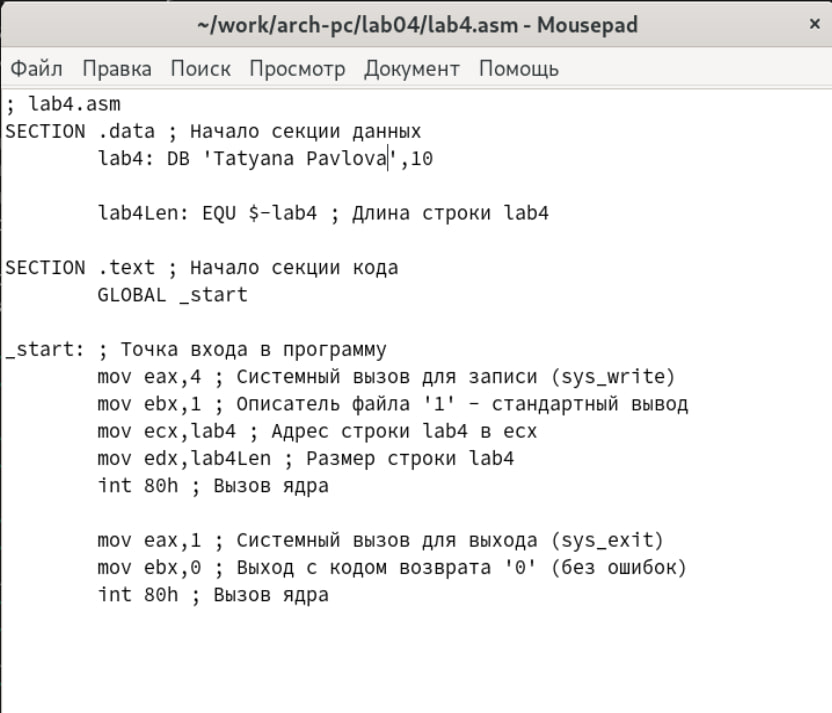 ~/work/arch-pc/lab04/lab4.asm - Mousepad ×
Файл Правка Поиск Просмотр Документ Помощь
; lab4.asm
SECTION .data ; Начало секции данных
lab4: DB 'Tatyana Pavlova',10
lab4Len: EQU $-lab4 ; Длина строки lab4
SECTION .text ; Начало секции кода
GLOBAL _start
_start: ; Точка входа в программу
mov eax,4 ; Системный вызов для записи (sys_write)
mov ebx,1 ; Описатель файла '1' - стандартный вывод
mov ecx,lab4 ; Адрес строки lab4 в ecx
mov edx,lab4Len ; Размер строки lab4
int 80h ; Вызов ядра
mov eax,1 ; Системный вызов для выхода (sys_exit)
mov ebx,0 ; Выход с кодом возврата '0' (без ошибок)
int 80h ; Вызов ядра